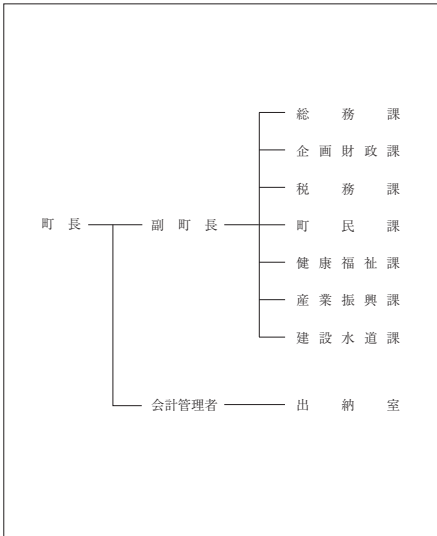 総務課
企画財政課
税務課
町長 副町長 町民課
健康福祉課
産業振興課
建設水道課
会計管理者 出納室